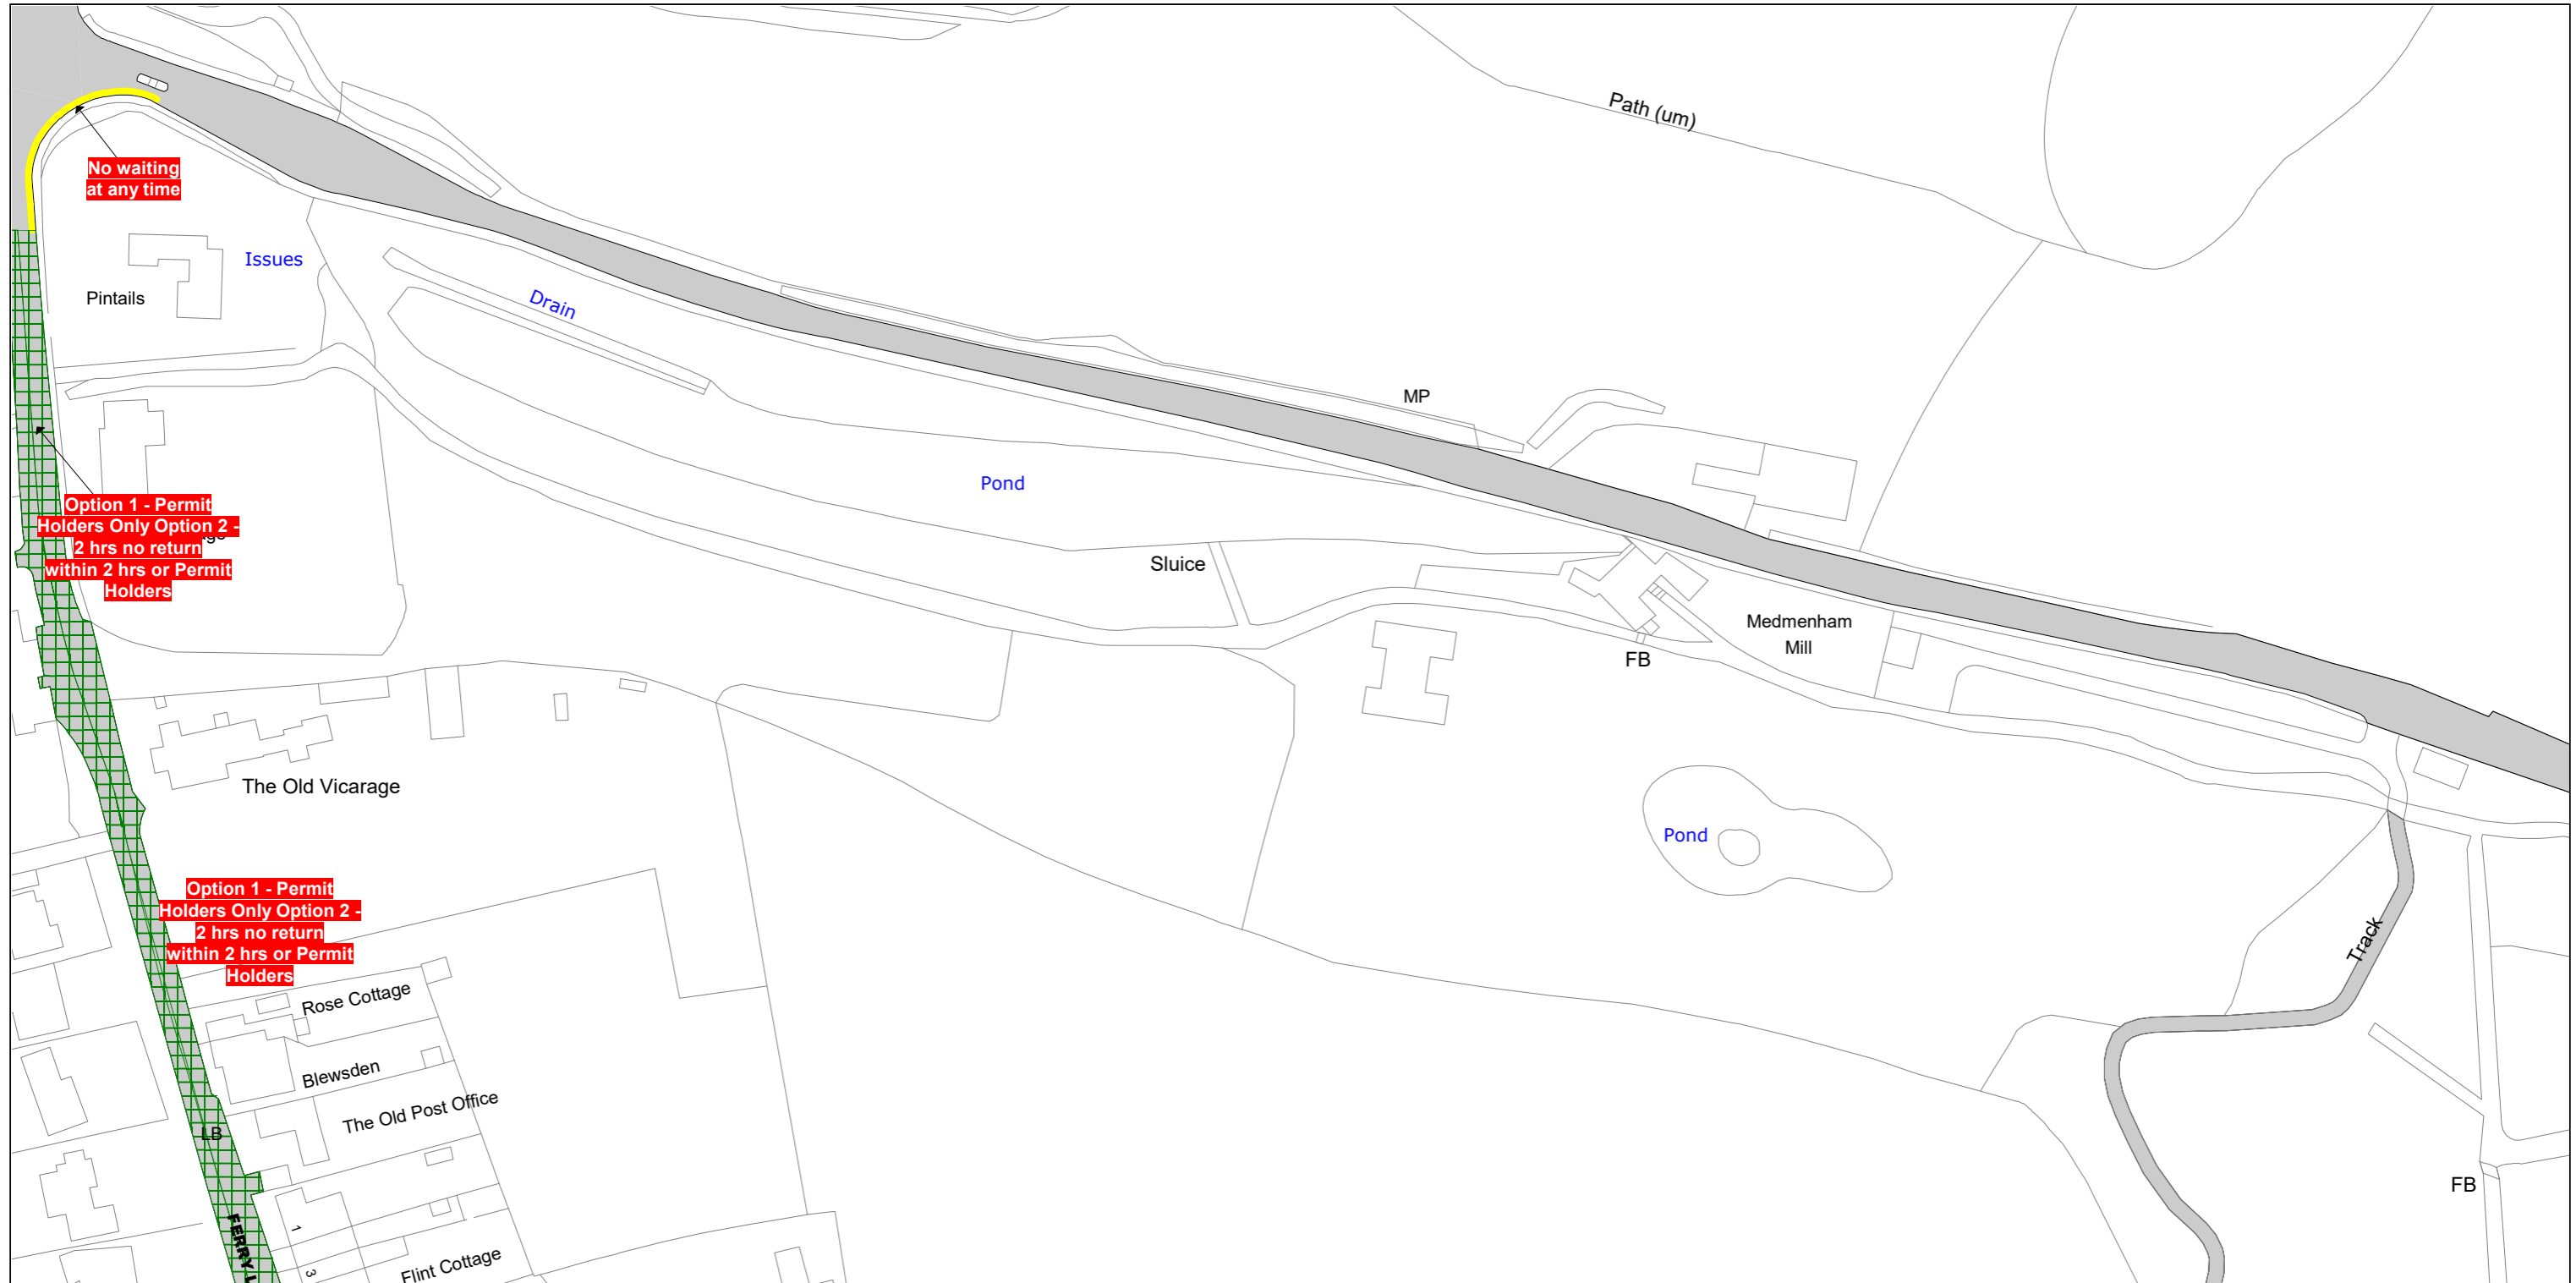 Path (um)
No waiting
at any time
Issues
Pintails
Drain
MP
Pond
Option 1 - Permit
Holders Only Option 2 -
2 hrs no return
within 2 hrs or Permit
Holders
Sluice
Medmenham
Mill
FB
The Old Vicarage
Pond
Option 1 - Permit
Holders Only Option 2 -
2 hrs no return
within 2 hrs or Permit
Holders
Track
Rose Cottage
Blewsden
The Old Post Office
LB
FB
1
FERRY L
3
Flint Cottage